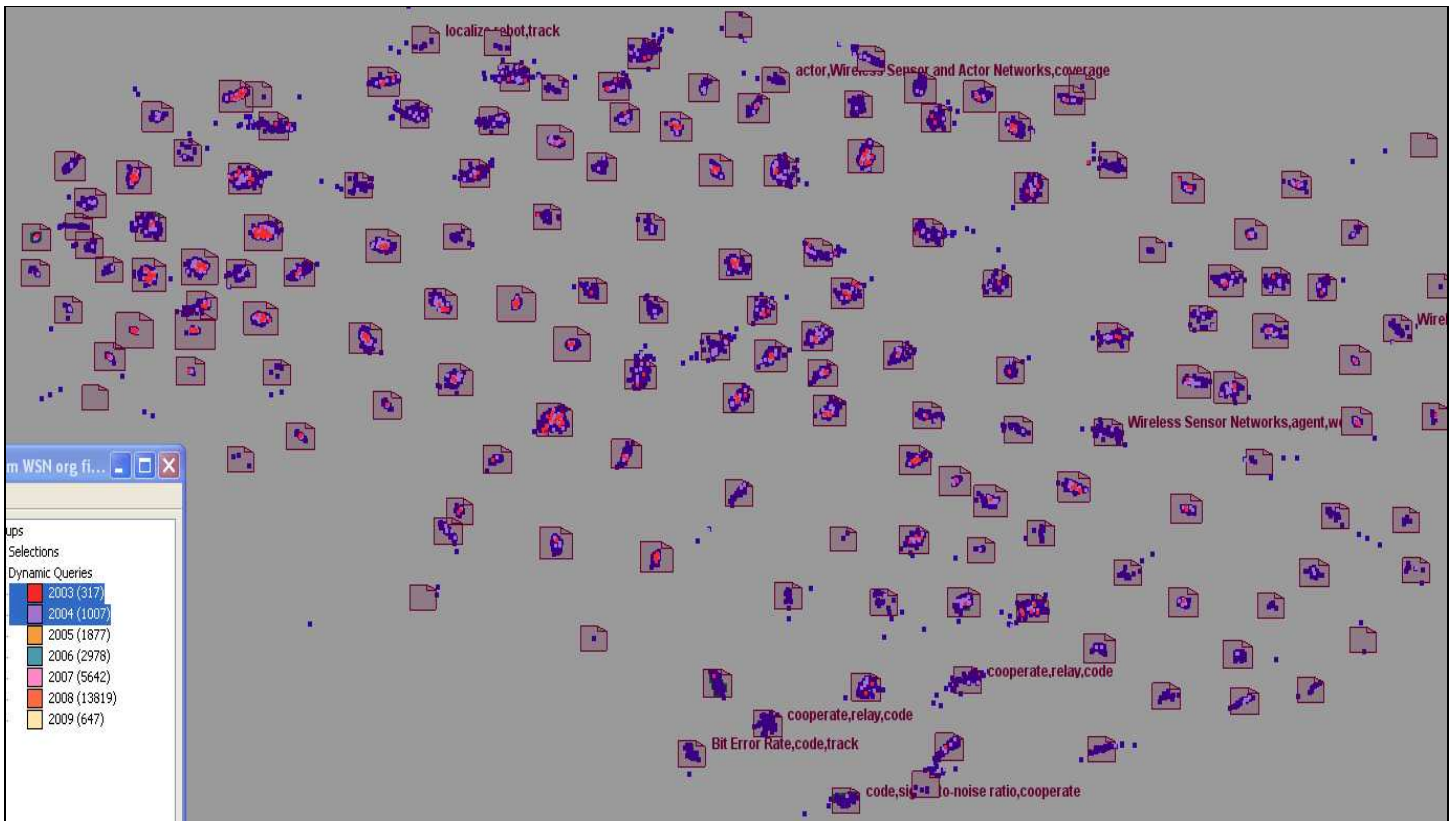 localize,robot,track
actor,Wireless Sensor and Actor Networks,coverage
,Wirel
Wireless Sensor Networks,agent,w
m WSN org fi...
ups
Selections
Dynamic Queries
2003 (317)
2004 (1007)
2005 (1877)
2006 (2978)
2007 (5642)
2008 (13819)
2009 (647)
cooperate,relay,code
cooperate,relay,code
Bit Error Rate,code,track
code,sig to-noise ratio,cooperate